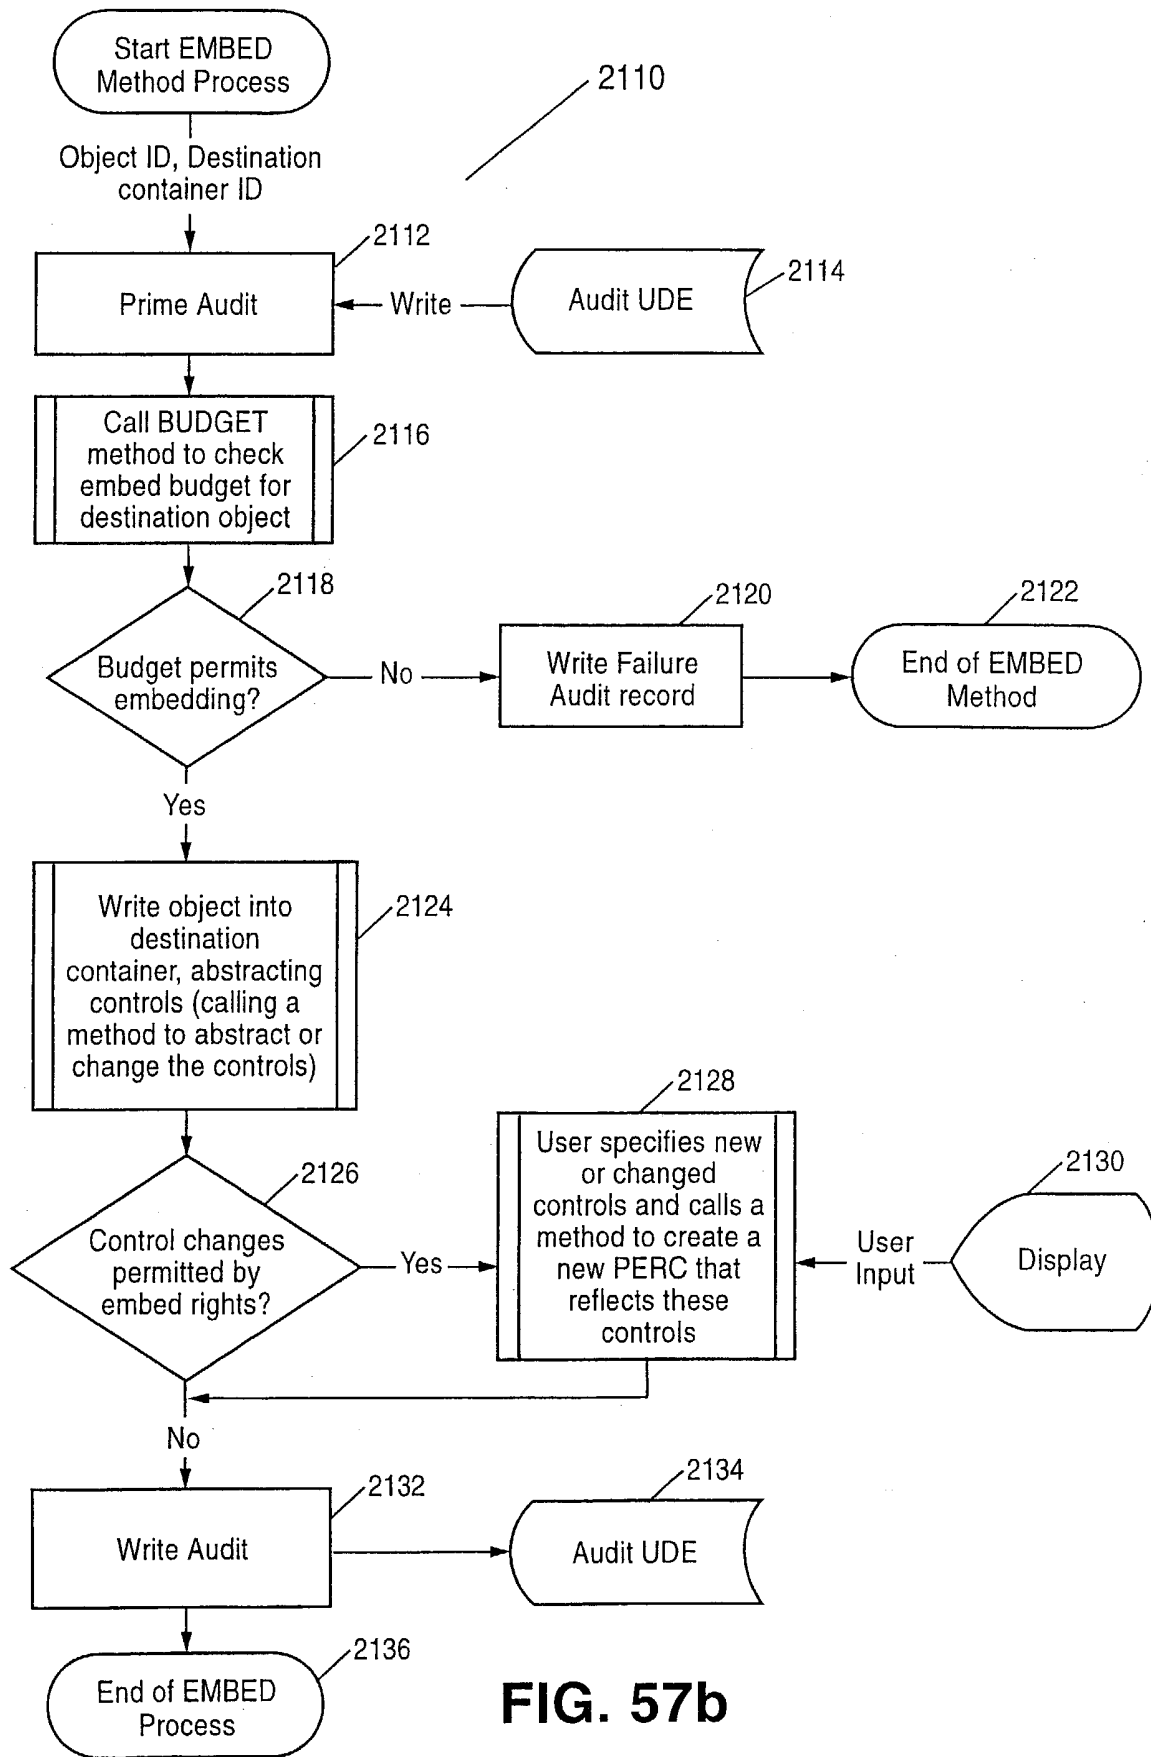 Start EMBED
Method Process
2110
Object ID, Destination
container ID
2112
Prime Audit
Write
Audit UDE
2114
Call BUDGET
method to check
embed budget for
destination object
2116
2118
Budget permits
embedding?
No
2120
Write Failure
Audit record
2122
End of EMBED
Method
Yes
Write object into
destination
container, abstracting
controls (calling a
method to abstract or
change the controls)
2124
2126
Control changes
permitted by
embed rights?
Yes
2128
User specifies new
or changed
controls and calls a
method to create a
new PERC that
reflects these
controls
User
Input
2130
Display
No
2132
Write Audit
2134
Audit UDE
2136
End of EMBED
Process
FIG. 57b